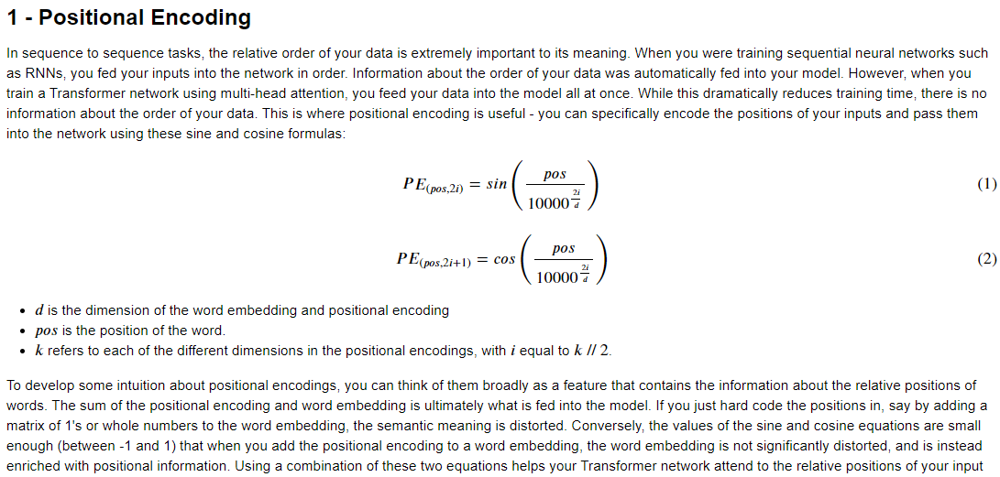 1 - Positional Encoding
In sequence to sequence tasks, the relative order of your data is extremely important to its meaning. When you were training sequential neural networks such
as RNNs, you fed your inputs into the network in order. Information about the order of your data was automatically fed into your model. However, when you
train a Transformer network using multi-head attention, you feed your data into the model all at once. While this dramatically reduces training time, there is no
information about the order of your data. This is where positional encoding is useful - you can specifically encode the positions of your inputs and pass them
into the network using these sine and cosine formulas:
PE(pos,2i) = sin(pos / 10000^(2i/d)) (1)
PE(pos,2i+1) = cos(pos / 10000^(2i/d)) (2)
• d is the dimension of the word embedding and positional encoding
• pos is the position of the word.
• k refers to each of the different dimensions in the positional encodings, with i equal to k // 2.
To develop some intuition about positional encodings, you can think of them broadly as a feature that contains the information about the relative positions of
words. The sum of the positional encoding and word embedding is ultimately what is fed into the model. If you just hard code the positions in, say by adding a
matrix of 1's or whole numbers to the word embedding, the semantic meaning is distorted. Conversely, the values of the sine and cosine equations are small
enough (between -1 and 1) that when you add the positional encoding to a word embedding, the word embedding is not significantly distorted, and is instead
enriched with positional information. Using a combination of these two equations helps your Transformer network attend to the relative positions of your input